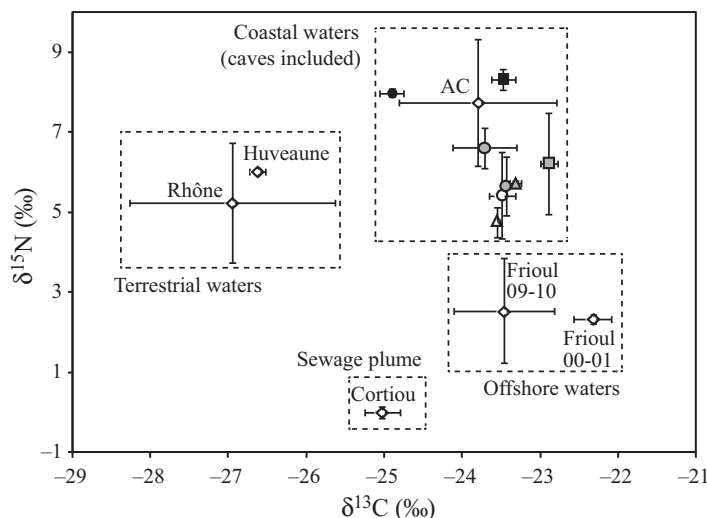 Coastal waters
(caves included)
AC
Huveaune
Rhône
Terrestrial waters
Frioul
09-10
Frioul
00-01
Offshore waters
Sewage plume
Cortiou
9
7
5
3
1
–1
δ15N (‰)
–29
–28
–27
–26
–25
–24
–23
–22
–21
δ13C (‰)